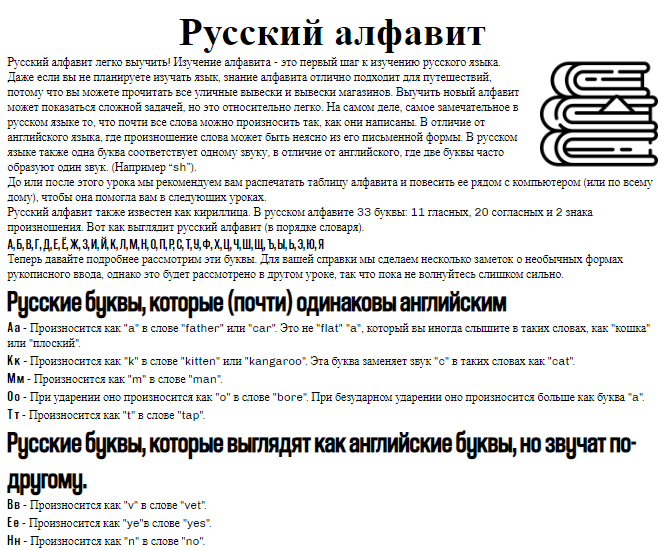 Русский алфавит
Русский алфавит легко выучить! Изучение алфавита - это первый шаг к изучению русского языка.
Даже если вы не планируете изучать язык, знание алфавита отлично подходит для путешествий,
потому что вы можете прочитать все уличные вывески и вывески магазинов. Выучить новый алфавит
может показаться сложной задачей, но это относительно легко. На самом деле, самое замечательное в
русском языке то, что почти все слова можно произносить так, как они написаны. В отличие от
английского языка, где произношение слова может быть неясно из его письменной формы. В русском
языке также одна буква соответствует одному звуку, в отличие от английского, где две буквы часто
образуют один звук. (Например “sh”).
До или после этого урока мы рекомендуем вам распечатать таблицу алфавита и повесить ее рядом с компьютером (или по всему
дому), чтобы она помогла вам в следующих уроках.
Русский алфавит также известен как кириллица. В русском алфавите 33 буквы: 11 гласных, 20 согласных и 2 знака
произношения. Вот как выглядит русский алфавит (в порядке словаря).
А, Б, В, Г, Д, Е, Ё, Ж, З, И, Й, К, Л, М, Н, О, П, Р, С, Т, У, Ф, Х, Ц, Ч, Ш, Щ, Ъ, Ы, Ь, Э, Ю, Я
Теперь давайте подробнее рассмотрим эти буквы. Для вашей справки мы сделаем несколько заметок о необычных формах
рукописного ввода, однако это будет рассмотрено в другом уроке, так что пока не волнуйтесь слишком сильно.
Русские буквы, которые (почти) одинаковы английским
Аа - Произносится как "a" в слове "father" или "car". Это не "flat" "a", который вы иногда слышите в таких словах, как "кошка"
или "плоский".
Кк - Произносится как "k" в слове "kitten" или "kangaroo". Эта буква заменяет звук "c" в таких словах как "cat".
Мм - Произносится как "m" в слове "man".
Оо - При ударении оно произносится как "o" в слове "bore". При безударном ударении оно произносится больше как буква "a".
Тт - Произносится как "t" в слове "tap".
Русские буквы, которые выглядят как английские буквы, но звучат по-
другому.
Вв - Произносится как "v" в слове "vet".
Ее - Произносится как "ye"в слове "yes".
Нн - Произносится как "n" в слове "no".